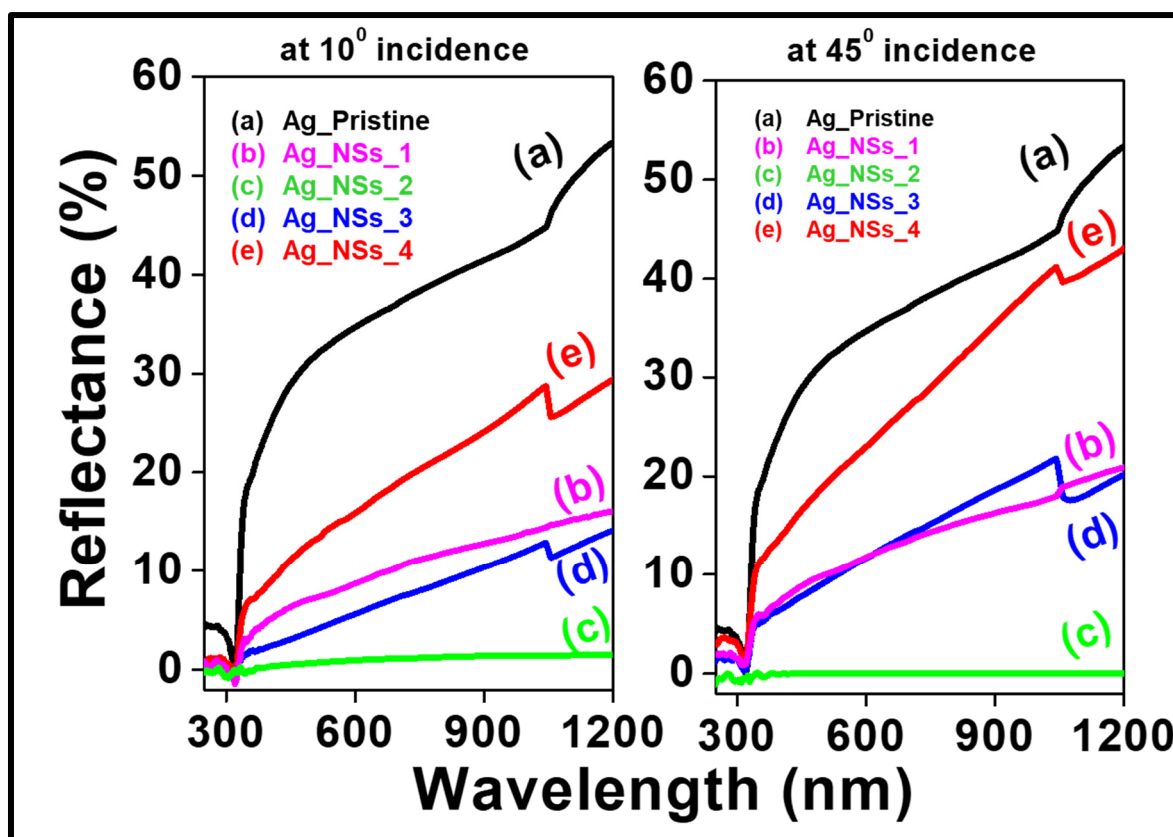 at 10⁰ incidence
60
50
40
30
20
10
0
300
600
900
1200
(a) Ag_Pristine
(b) Ag_NSs_1
(c) Ag_NSs_2
(d) Ag_NSs_3
(e) Ag_NSs_4
(a)
(e)
(b)
(d)
(c)
at 45⁰ incidence
60
50
40
30
20
10
0
300
600
900
1200
(a) Ag_Pristine
(b) Ag_NSs_1
(c) Ag_NSs_2
(d) Ag_NSs_3
(e) Ag_NSs_4
(a)
(e)
(b)
(d)
(c)
Reflectance (%)
Wavelength (nm)